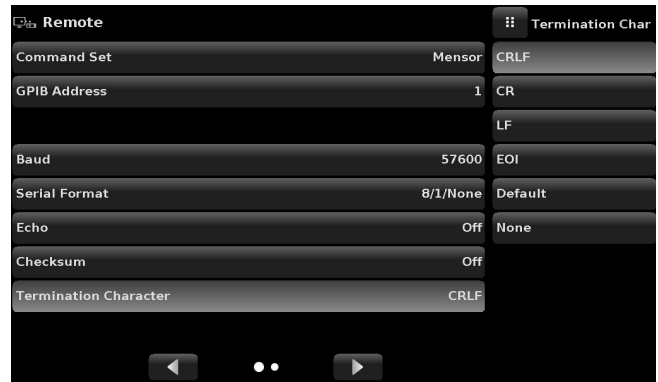 Remote
Command Set Mensor
GPIB Address 1
Baud 57600
Serial Format 8/1/None
Echo Off
Checksum Off
Termination Character CRLF
Termination Char
CRLF
CR
LF
EOI
Default
None